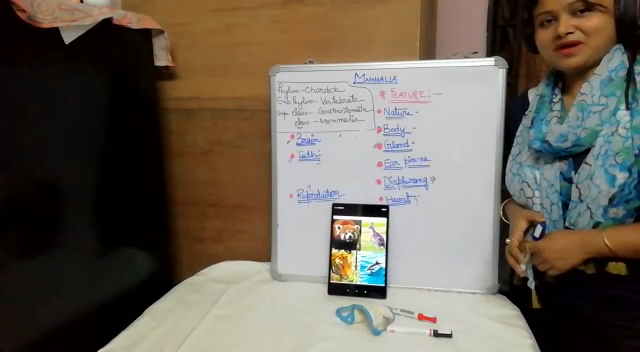 MAMMALIA
Phylum - Chordata
Sub Phylum - Vertebrata
Supr class - Gnathostomata
class - Mammalia
Brain
Teeth -
Reproduction
* FEATURE: -
Nature -
Body -
Gland -
Ear pinna
Diaphragm
Heart :